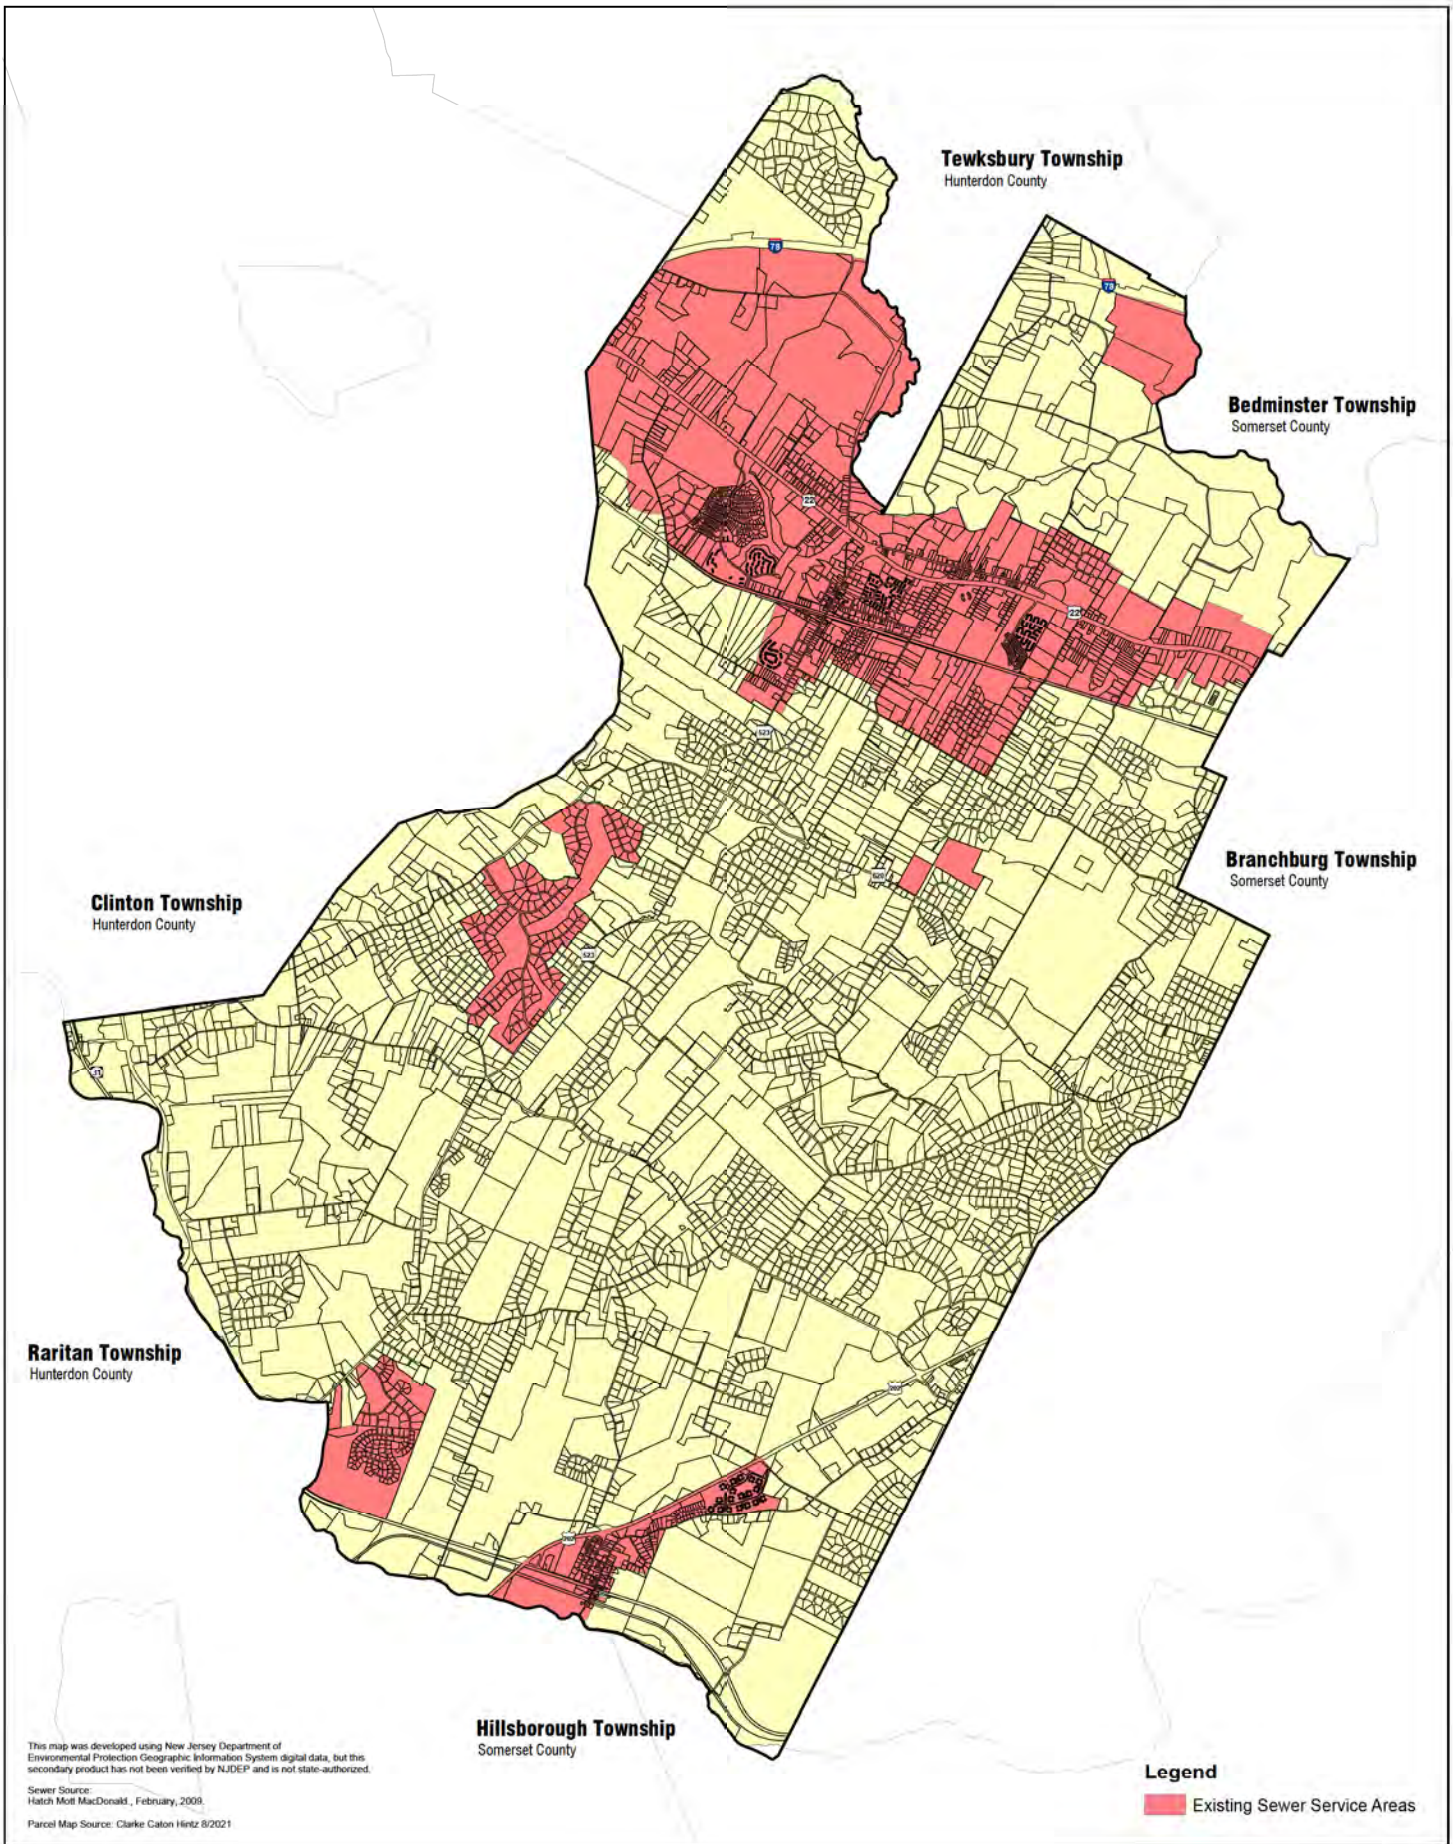 Tewksbury Township
Hunterdon County
78
78
Bedminster Township
Somerset County
22
22
523
Branchburg Township
Somerset County
620
Clinton Township
Hunterdon County
523
31
Raritan Township
Hunterdon County
202
202
Hillsborough Township
Somerset County
This map was developed using New Jersey Department of
Environmental Protection Geographic Information System digital data, but this
secondary product has not been verified by NJDEP and is not state-authorized.
Sewer Source:
Hatch Mott MacDonald., February, 2009.
Parcel Map Source: Clarke Caton Hintz 8/2021
Legend
Existing Sewer Service Areas